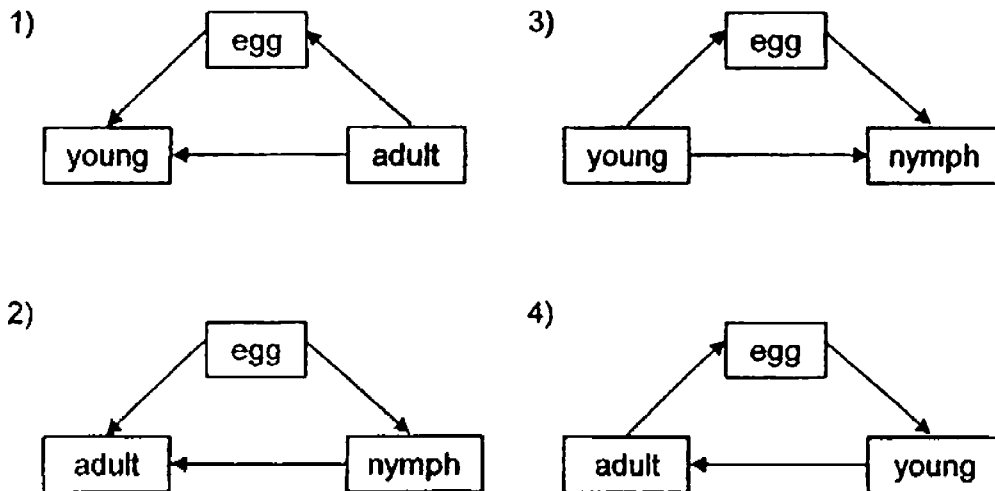 1)
egg
young
adult
3)
egg
young
nymph
2)
egg
adult
nymph
4)
egg
adult
young